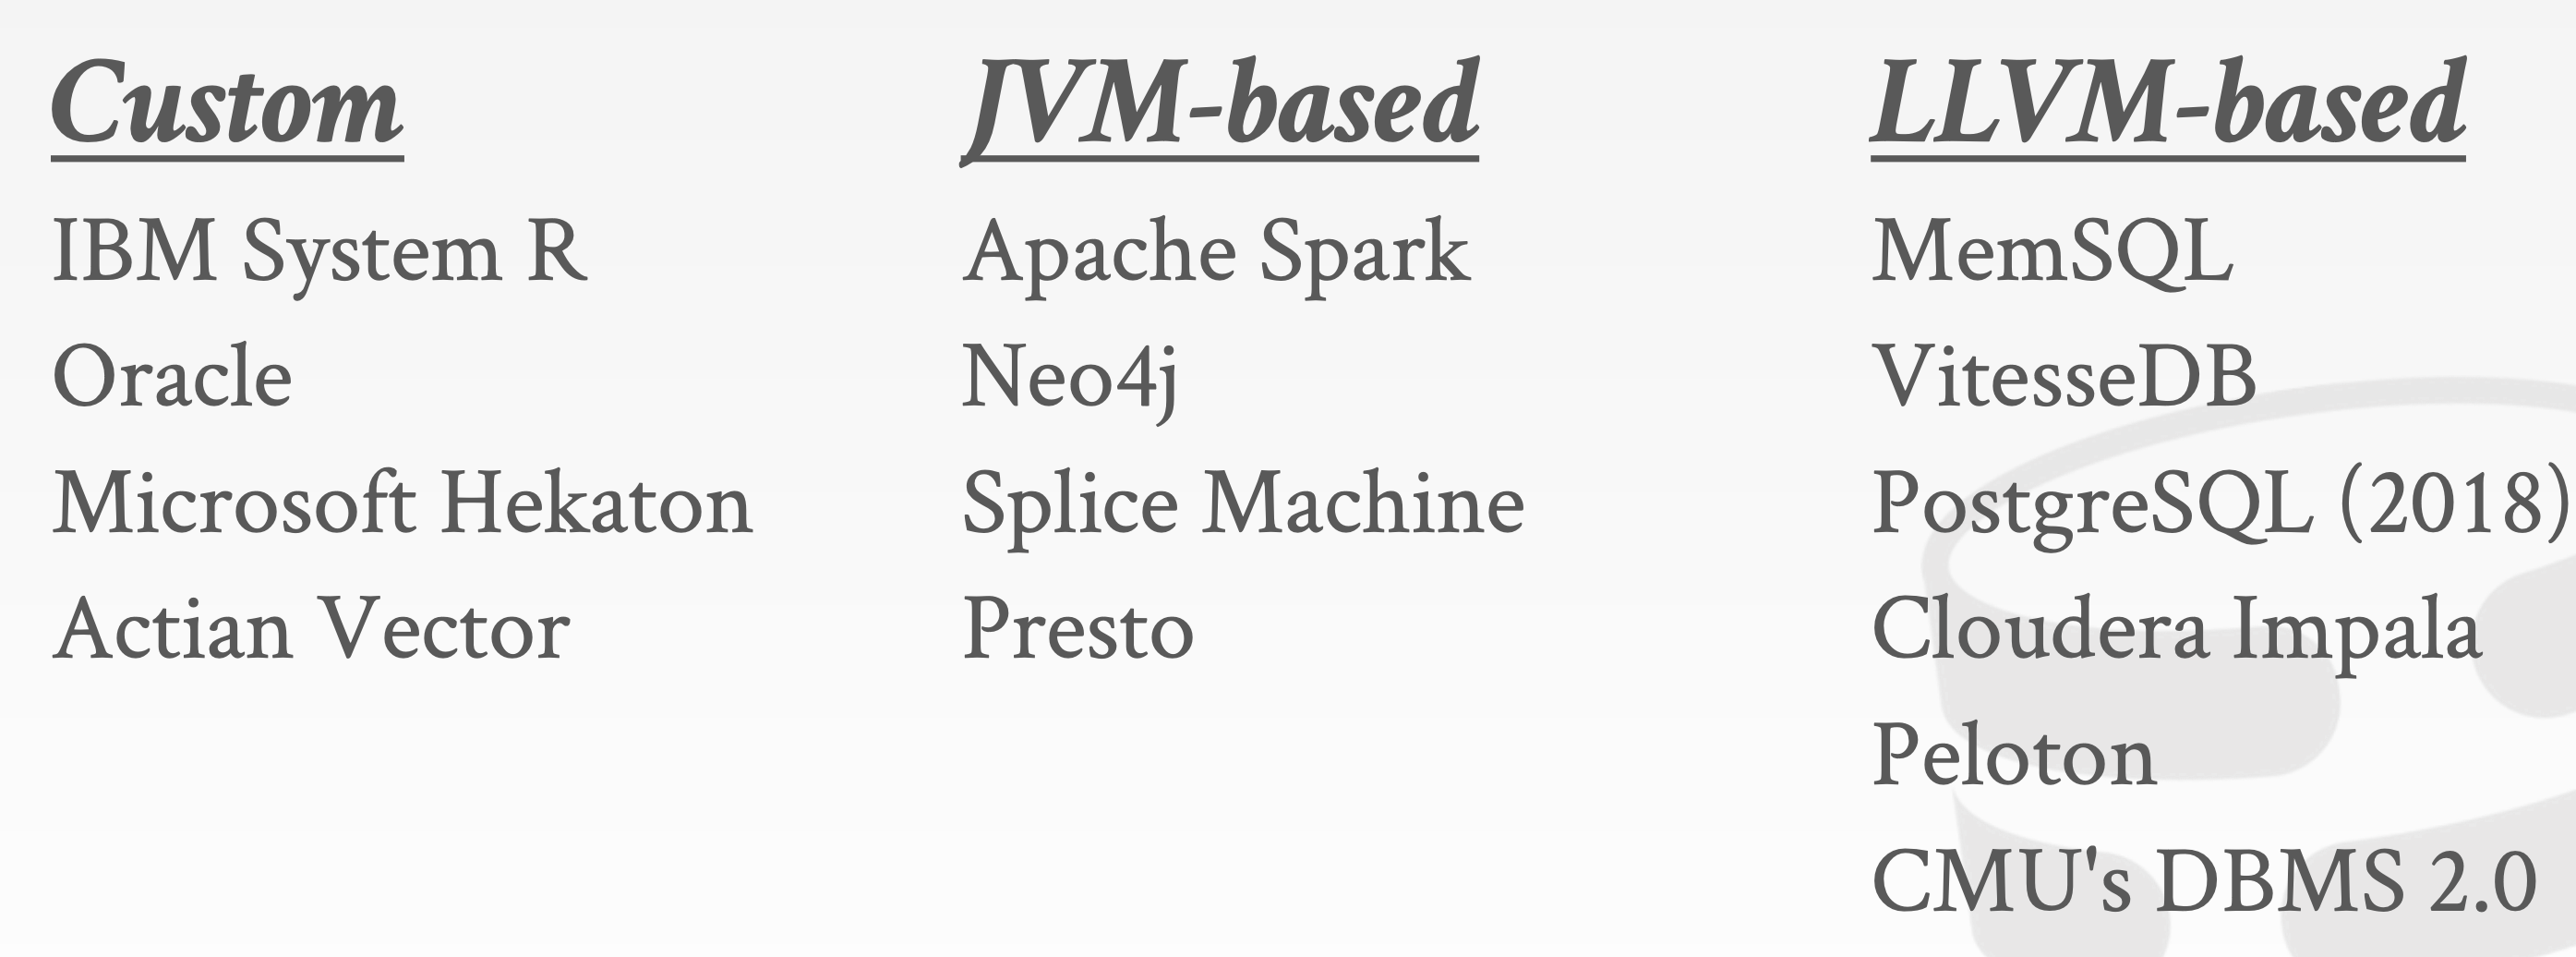 Custom
IBM System R
Oracle
Microsoft Hekaton
Actian Vector
JVM-based
Apache Spark
Neo4j
Splice Machine
Presto
LLVM-based
MemSQL
VitesseDB
PostgreSQL (2018)
Cloudera Impala
Peloton
CMU's DBMS 2.0